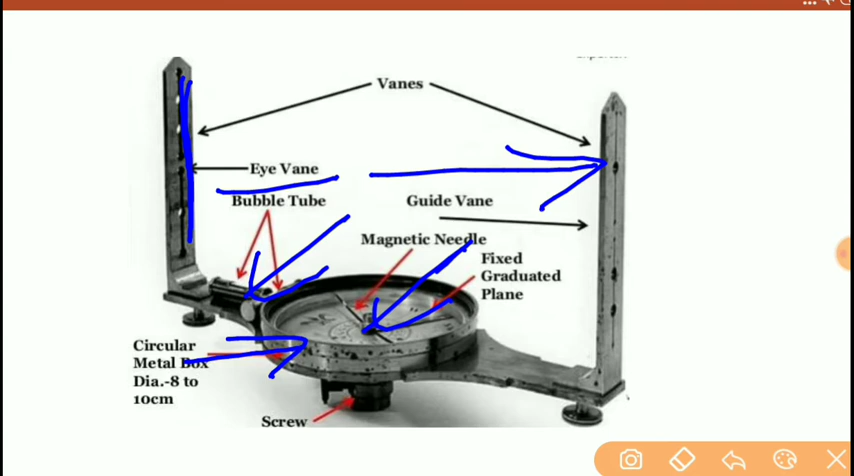 Vanes
Eye Vane
Bubble Tube
Guide Vane
Magnetic Needle
Fixed
Graduated
Plane
Circular
Metal Box
Dia.-8 to
10cm
Screw